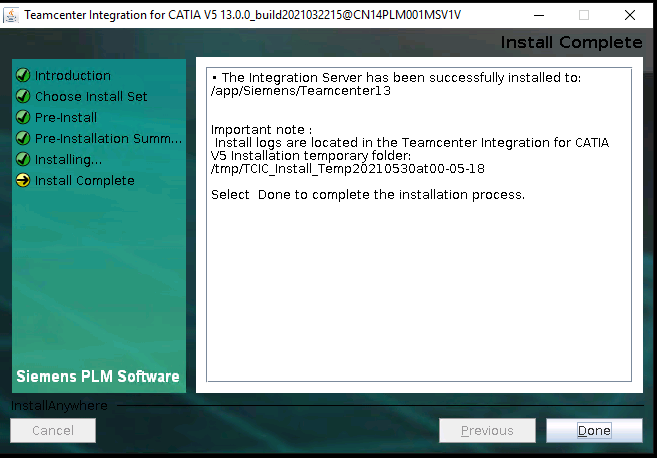 Teamcenter Integration for CATIA V5 13.0.0_build2021032215@CN14PLM001MSV1V
Install Complete
Introduction
Choose Install Set
Pre-Install
Pre-Installation Summ...
Installing...
Install Complete
• The Integration Server has been successfully installed to:
/app/Siemens/Teamcenter13
Important note :
Install logs are located in the Teamcenter Integration for CATIA
V5 Installation temporary folder:
/tmp/TCIC_Install_Temp20210530at00-05-18
Select  Done to complete the installation process.
Siemens PLM Software
InstallAnywhere
Cancel
Previous
Done